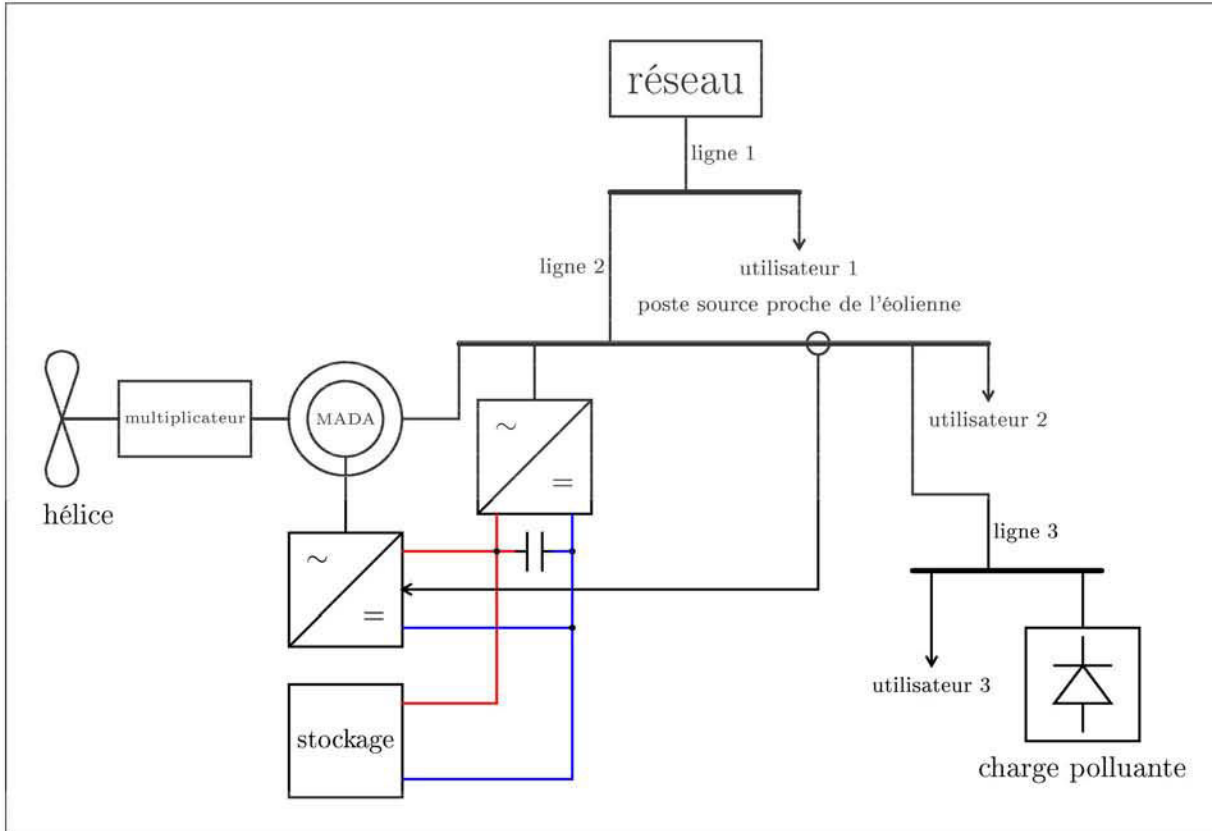 réseau
ligne 1
ligne 2
utilisateur 1
poste source proche de l'éolienne
multiplicateur
MADA
~
=
utilisateur 2
hélice
ligne 3
~
=
utilisateur 3
stockage
charge polluante